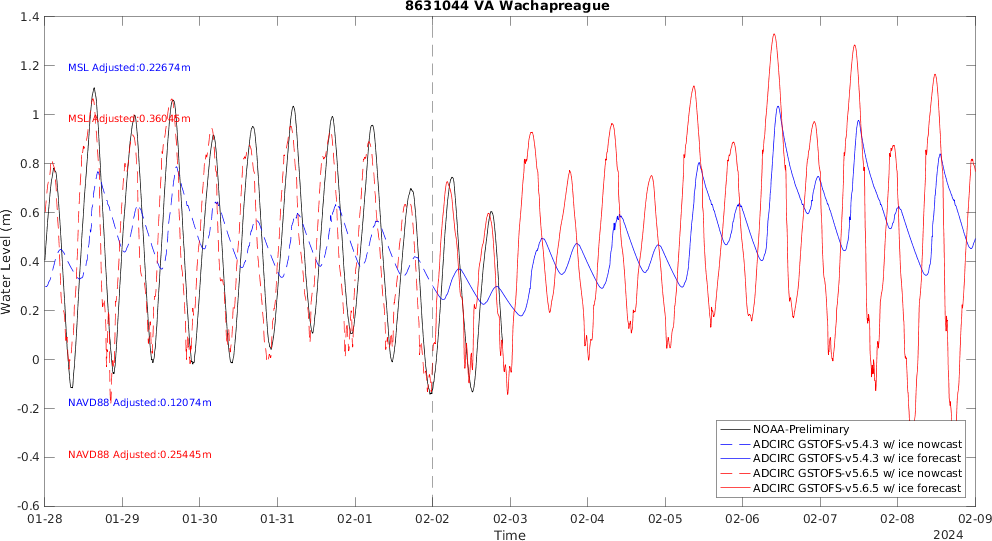 8631044 VA Wachapreague
1.4
1.2
1
0.8
0.6
0.4
0.2
0
-0.2
-0.4
-0.6
Water Level (m)
MSL Adjusted:0.22674m
MSL Adjusted:0.36045m
NAVD88 Adjusted:0.12074m
NAVD88 Adjusted:0.25445m
NOAA-Preliminary
ADCIRC GSTOFS-v5.4.3 w/ ice nowcast
ADCIRC GSTOFS-v5.4.3 w/ ice forecast
ADCIRC GSTOFS-v5.6.5 w/ ice nowcast
ADCIRC GSTOFS-v5.6.5 w/ ice forecast
01-28 01-29 01-30 01-31 02-01 02-02 02-03 02-04 02-05 02-06 02-07 02-08 02-09
Time
2024